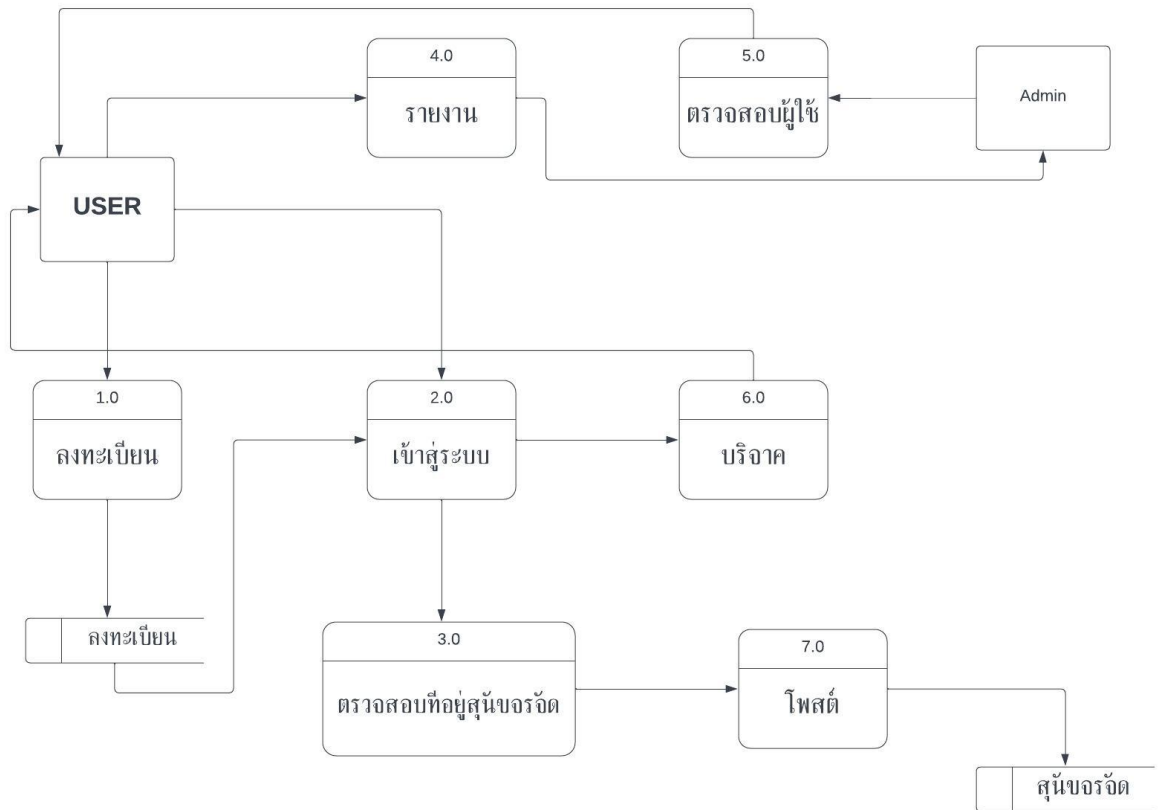 4.0
รายงาน
5.0
ตรวจสอบผู้ใช้
Admin
USER
1.0
ลงทะเบียน
2.0
เข้าสู่ระบบ
6.0
บริจาค
ลงทะเบียน
3.0
ตรวจสอบที่อยู่สุนัขจรจัด
7.0
โพสต์
สุนัขจรจัด